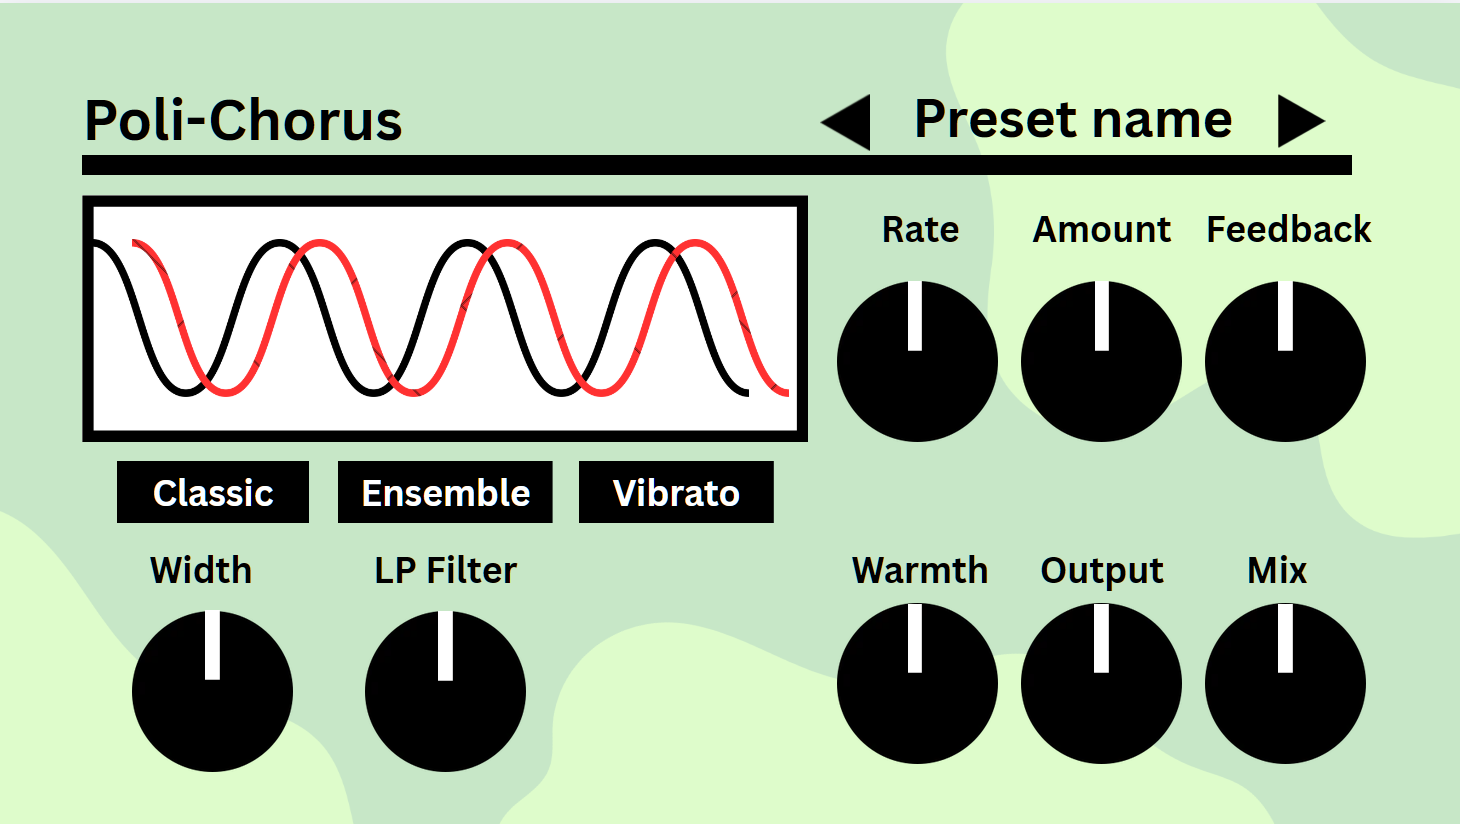 Poli-Chorus
Preset name
Rate
Amount
Feedback
Classic
Ensemble
Vibrato
Width
LP Filter
Warmth
Output
Mix